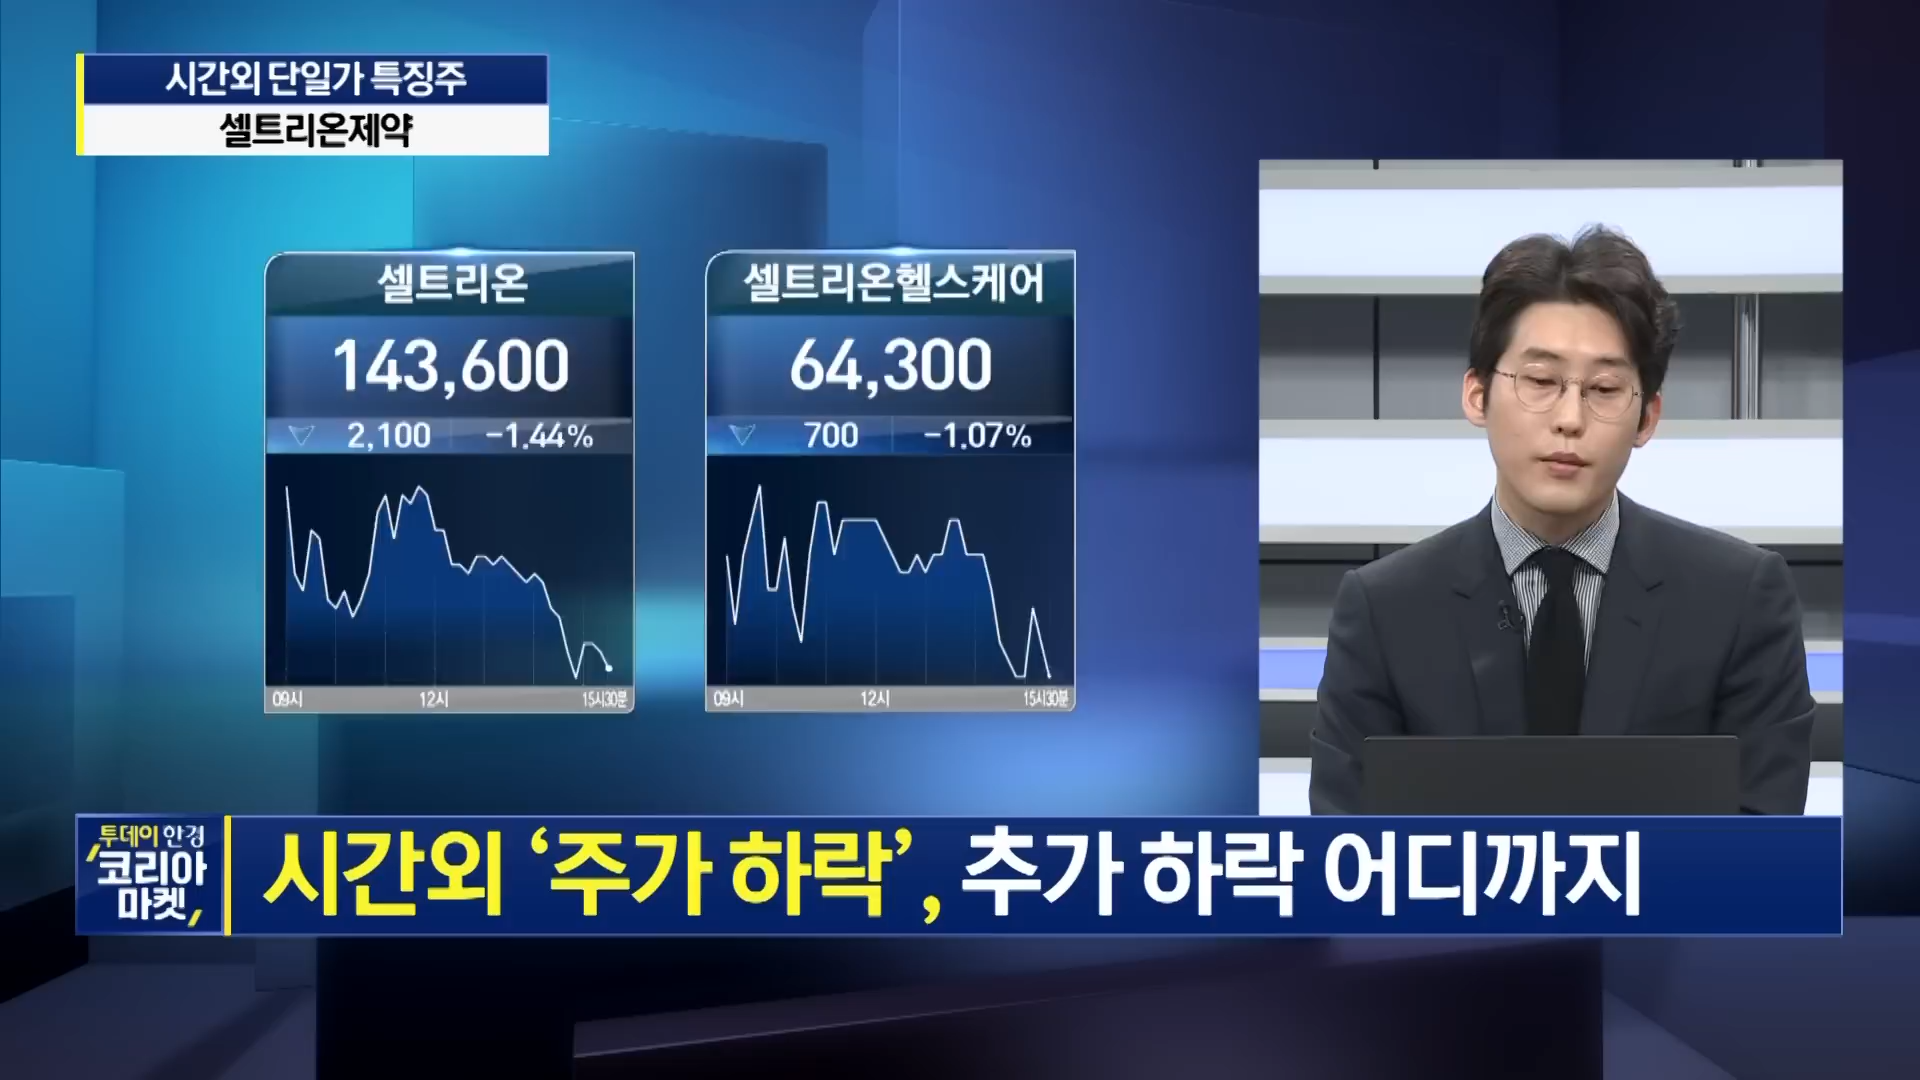 시간외 단일가 특징주
셀트리온제약
셀트리온
143,600
2,100 -1.44%
09시 12시 15시30분
셀트리온헬스케어
64,300
700 -1.07%
09시 12시 15시30분
투데이 한경
코리아
마켓
시간외 ‘주가 하락’, 추가 하락 어디까지